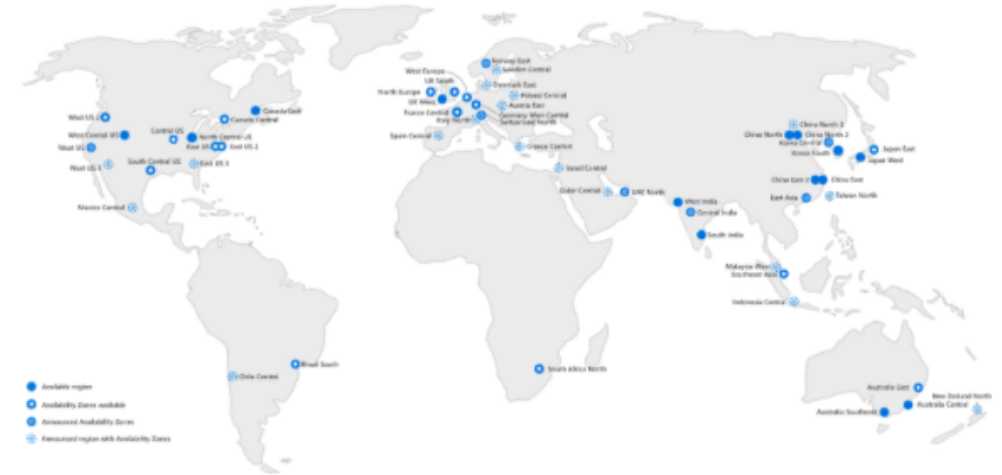 Norway East
Sweden Central
West Europe
UK South
Denmark East
North Europe
Poland Central
UK West
Austria East
France Central
Germany West Central
Italy North
Switzerland North
Spain Central
Greece Central
Israel Central
Qatar Central
UAE North
West US 2
Canada East
Canada Central
West Central US
Central US
North Central US
West US
East US
East US 2
West US 3
South Central US
East US 3
Mexico Central
China North 3
China North
China North 2
Korea Central
Korea South
Japan East
Japan West
China East 2
China East
East Asia
Taiwan North
West India
Central India
South India
Malaysia West
Southeast Asia
Indonesia Central
Brazil South
Chile Central
South Africa North
Australia East
New Zealand North
Australia Central
Australia Southeast
Available region
Availability Zones available
Announced Availability Zones
Announced region with Availability Zones